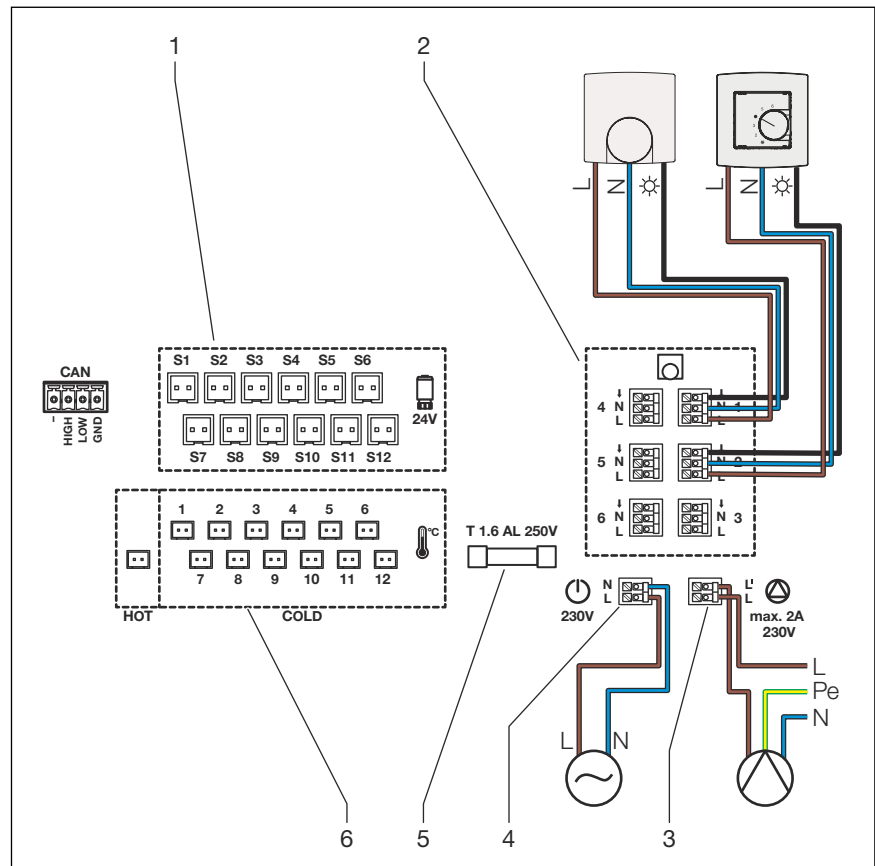 1
2
L N L N
S1 S2 S3 S4 S5 S6
24V
S7 S8 S9 S10 S11 S12
CAN
–
HIGH
LOW
GND
↓ ↓
4 N N 1
L L
↓ ↓
5 N N 2
L L
↓ ↓
6 N N 3
L L
1 2 3 4 5 6
°C
7 8 9 10 11 12
HOT COLD
T 1.6 AL 250V
N
L
230V
L'
L
max. 2A
230V
L
Pe
N
L N
6 5 4 3